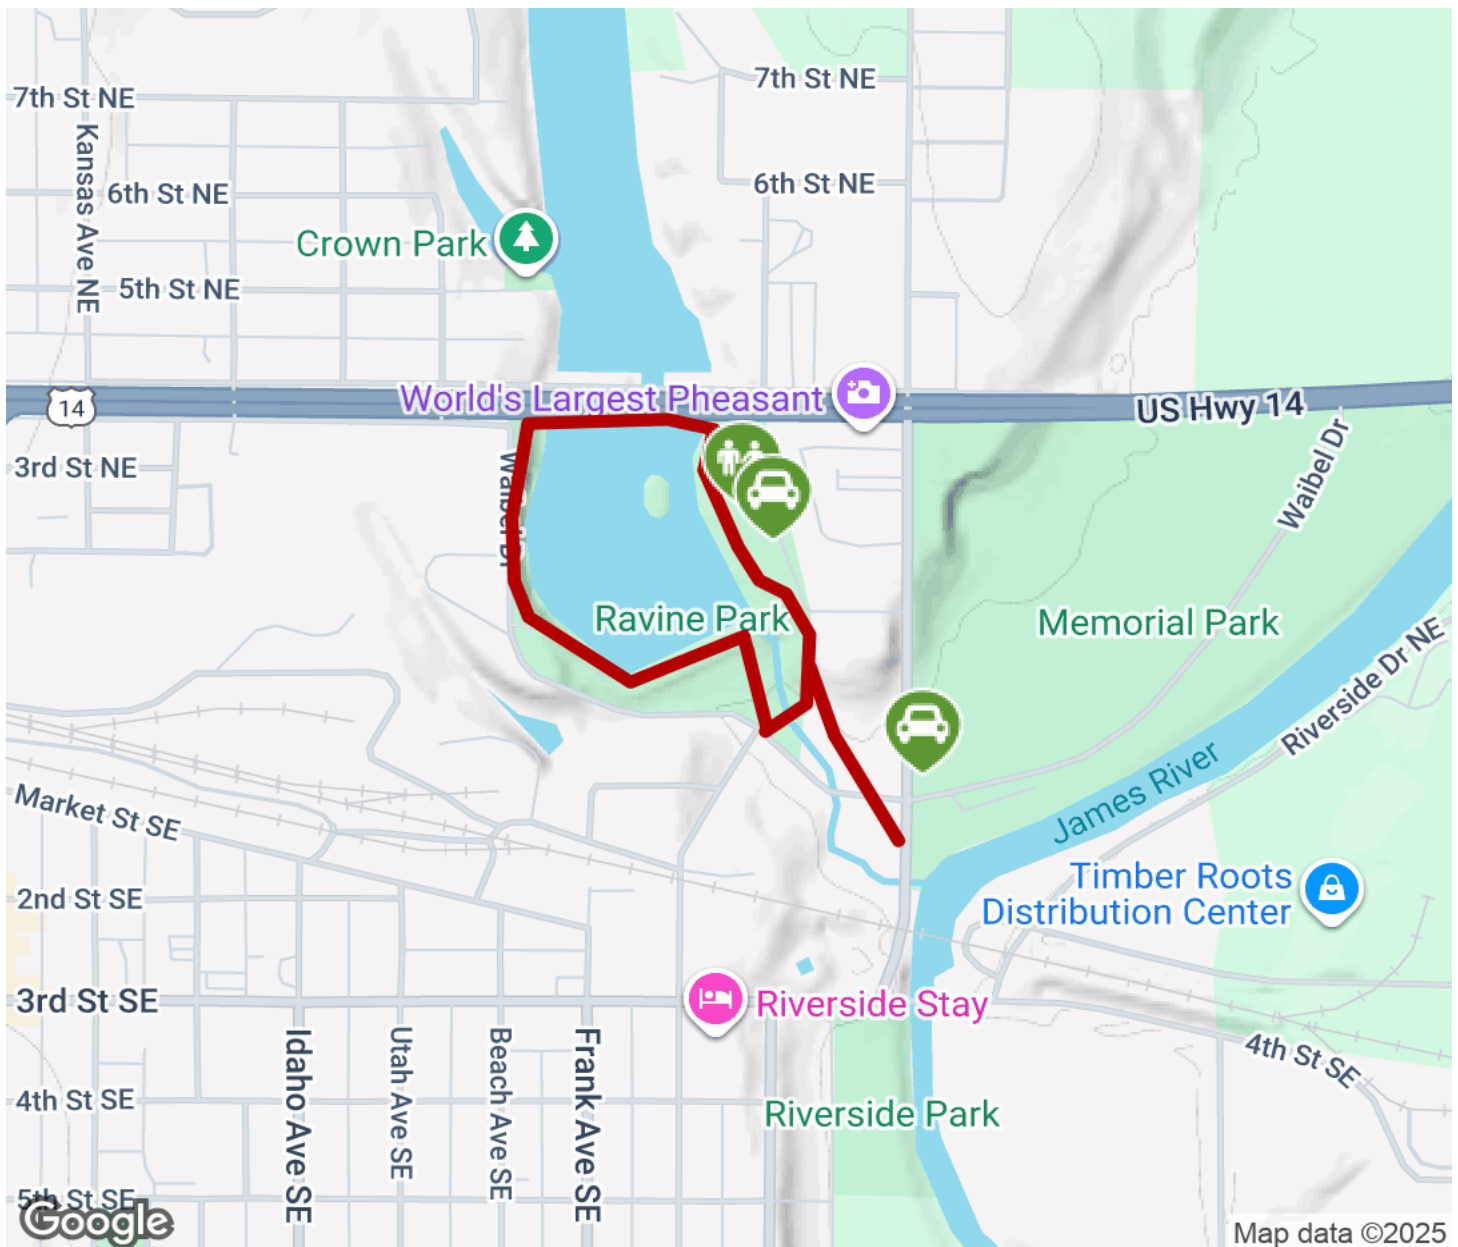 7th St NE
7th St NE
Kansas Ave NE
6th St NE
6th St NE
Crown Park
5th St NE
World's Largest Pheasant
14
US Hwy 14
3rd St NE
Waibel Dr
Waibel Dr
Ravine Park
Memorial Park
Riverside Dr NE
James River
Market St SE
Timber Roots
Distribution Center
2nd St SE
3rd St SE
Riverside Stay
Idaho Ave SE
Utah Ave SE
Beach Ave SE
Frank Ave SE
4th St SE
4th St SE
Riverside Park
5th St SE
Google
Map data ©2025